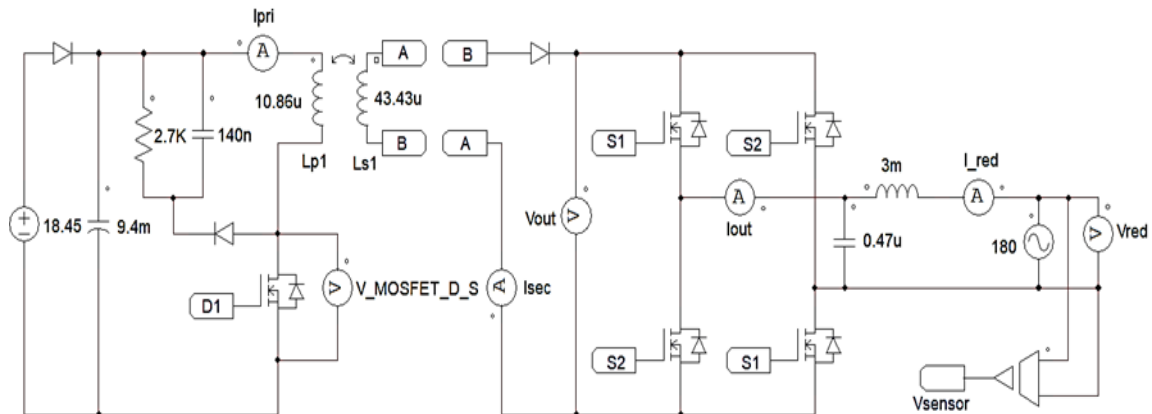 Ipri
A
A
B
10.86u
43.43u
2.7K
140n
B
A
Lp1
Ls1
S1
S2
3m
I_red
A
A
Vout
V
Iout
0.47u
180
V
Vred
18.45
9.4m
D1
V
V_MOSFET_D_S
A
Isec
S2
S1
Vsensor